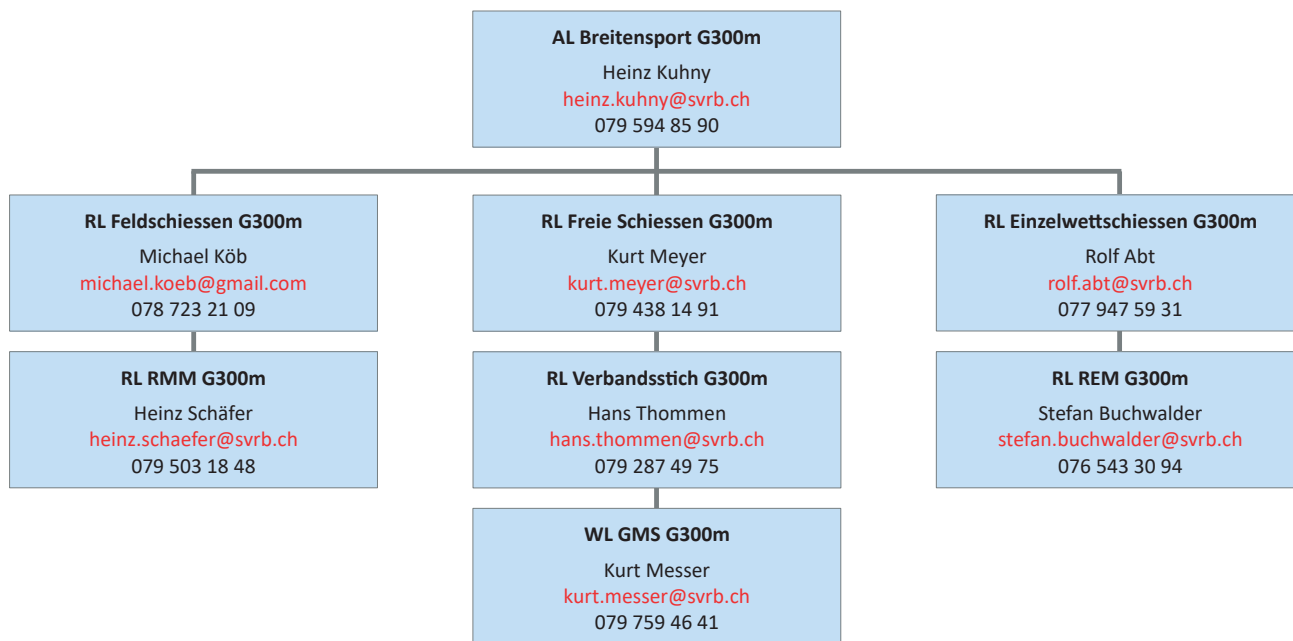 AL Breitensport G300m
Heinz Kuhny
heinz.kuhny@svrb.ch
079 594 85 90
RL Feldschiessen G300m
Michael Köb
michael.koeb@gmail.com
078 723 21 09
RL Freie Schiessen G300m
Kurt Meyer
kurt.meyer@svrb.ch
079 438 14 91
RL Einzelwettschiessen G300m
Rolf Abt
rolf.abt@svrb.ch
077 947 59 31
RL RMM G300m
Heinz Schäfer
heinz.schaefer@svrb.ch
079 503 18 48
RL Verbandsstich G300m
Hans Thommen
hans.thommen@svrb.ch
079 287 49 75
RL REM G300m
Stefan Buchwalder
stefan.buchwalder@svrb.ch
076 543 30 94
WL GMS G300m
Kurt Messer
kurt.messer@svrb.ch
079 759 46 41